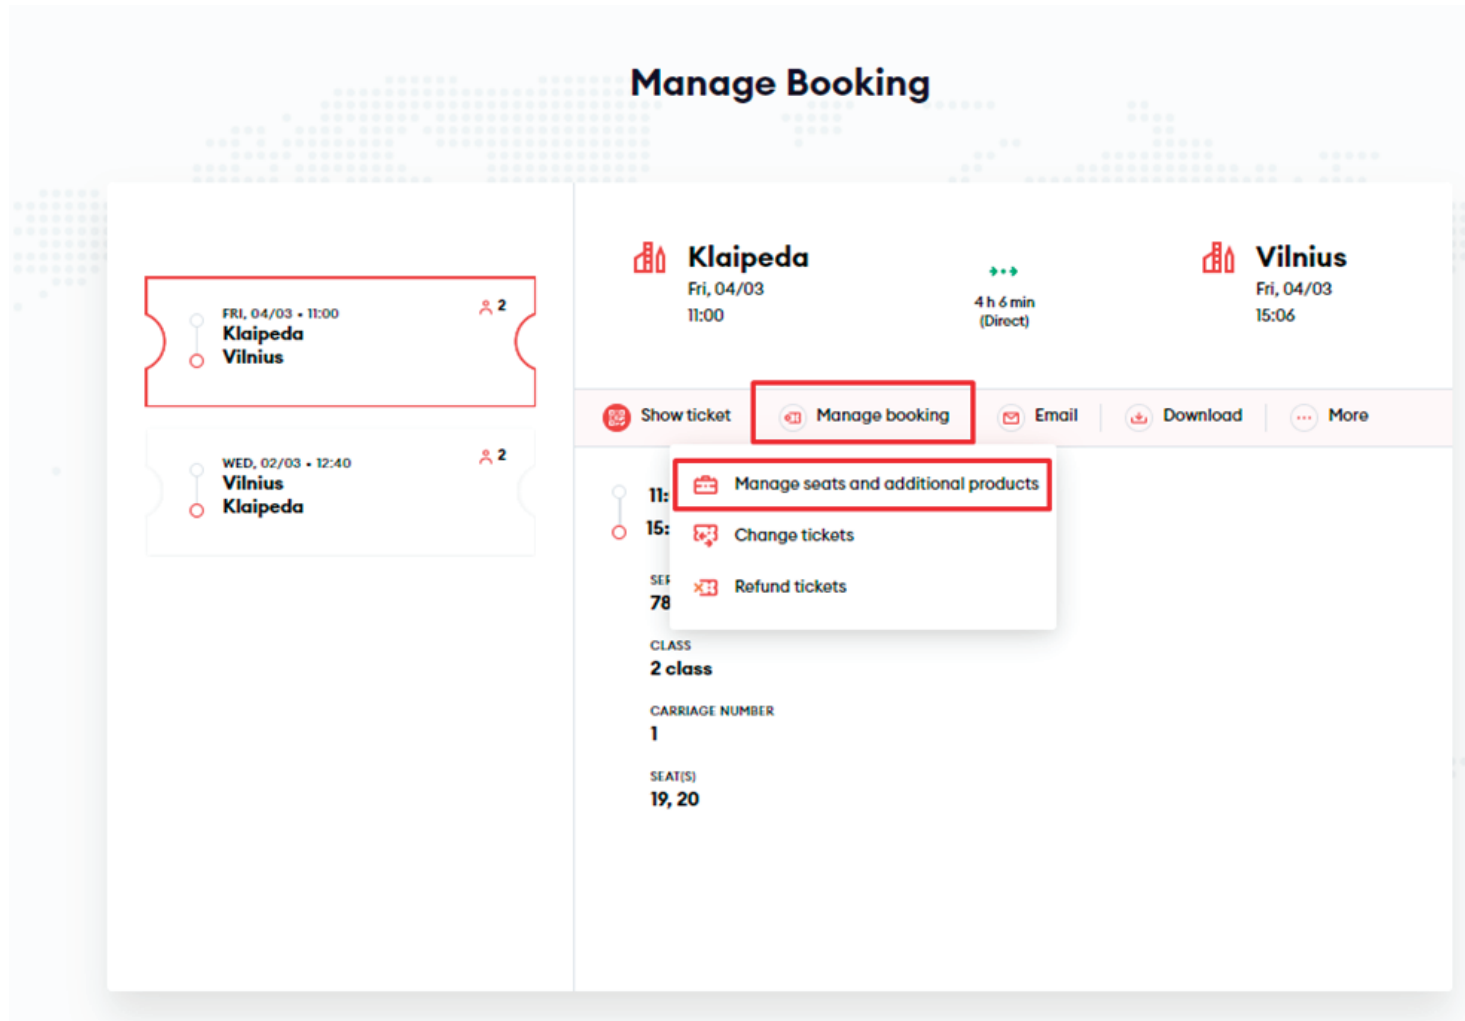 Manage Booking
FRI, 04/03 • 11:00
2
Klaipeda
Vilnius
WED, 02/03 • 12:40
2
Vilnius
Klaipeda
Klaipeda
Fri, 04/03
11:00
4 h 6 min
(Direct)
Vilnius
Fri, 04/03
15:06
Show ticket
Manage booking
Email
Download
More
Manage seats and additional products
Change tickets
Refund tickets
11:
15:
SER
78
CLASS
2 class
CARRIAGE NUMBER
1
SEAT(S)
19, 20